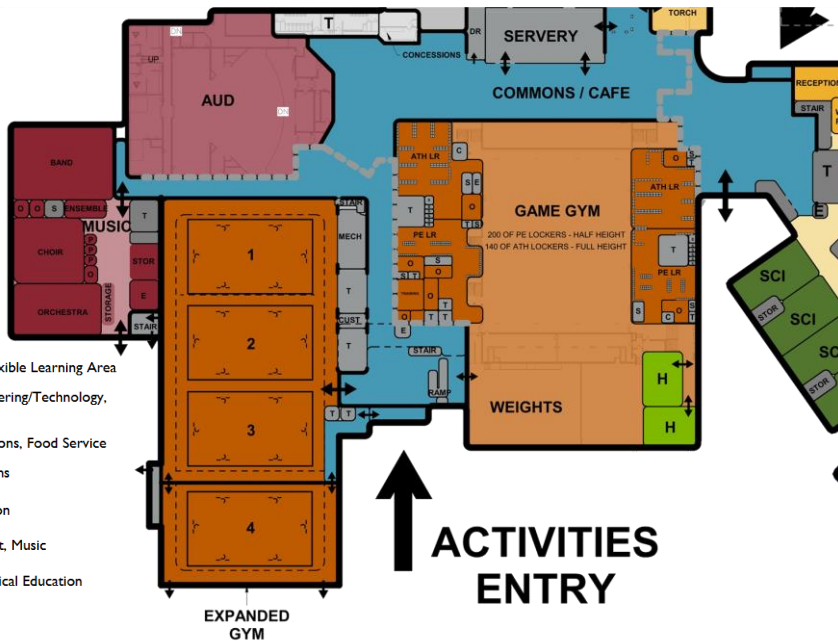 T
TORCH
DN
DR
SERVERY
CONCESSIONS
UP
RECEPTION
COMMONS / CAFE
AUD
STAIR
DN
BAND
ATH LR
C
O
S
T
T
S E
ATH LR
O O S ENSEMBLE
T
STAIR
T
O
GAME GYM
E
MUSIC
T S
200 OF PE LOCKERS - HALF HEIGHT
140 OF ATH LOCKERS - FULL HEIGHT
MECH
PE LR
P
P
P
O
CHOIR
1
T
STOR
O
S
O
PE LR
SCI
S T
T
E
STORAGE
O
T
STOR
ORCHESTRA
SCI
O
T T
S
C
O
S
T
STAIR
CUST
E
2
T
STAIR
SC
xible Learning Area
H
STOR
ering/Technology,
RAMP
WEIGHTS
T T
3
H
ons, Food Service
ns
on
4
t, Music
ACTIVITIES
ENTRY
ical Education
EXPANDED
GYM